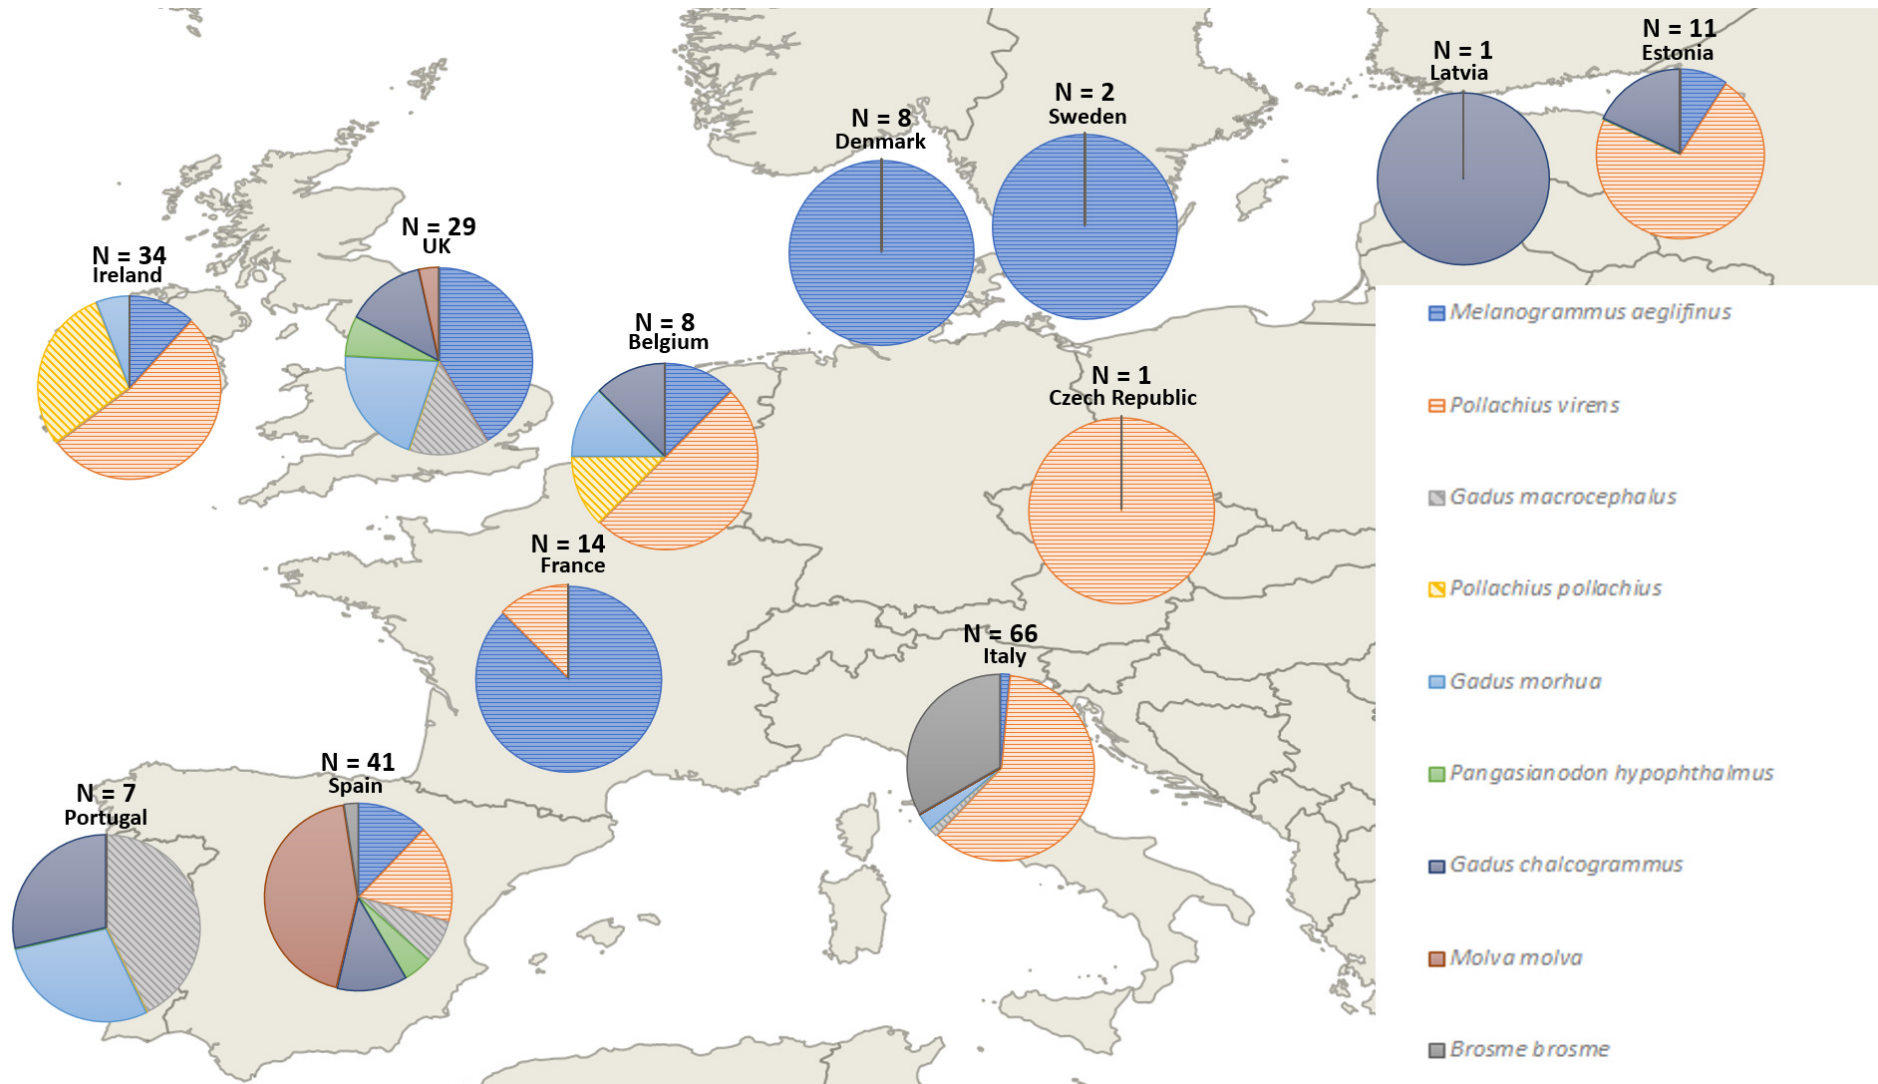 N = 11
Estonia
N = 1
Latvia
N = 2
Sweden
N = 8
Denmark
N = 29
UK
N = 34
Ireland
N = 8
Belgium
N = 1
Czech Republic
N = 14
France
N = 66
Italy
N = 41
Spain
N = 7
Portugal
Melanogrammus aeglifinus
Pollachius virens
Gadus macrocephalus
Pollachius pollachius
Gadus morhua
Pangasianodon hypophthalmus
Gadus chalcogrammus
Molva molva
Brosme brosme